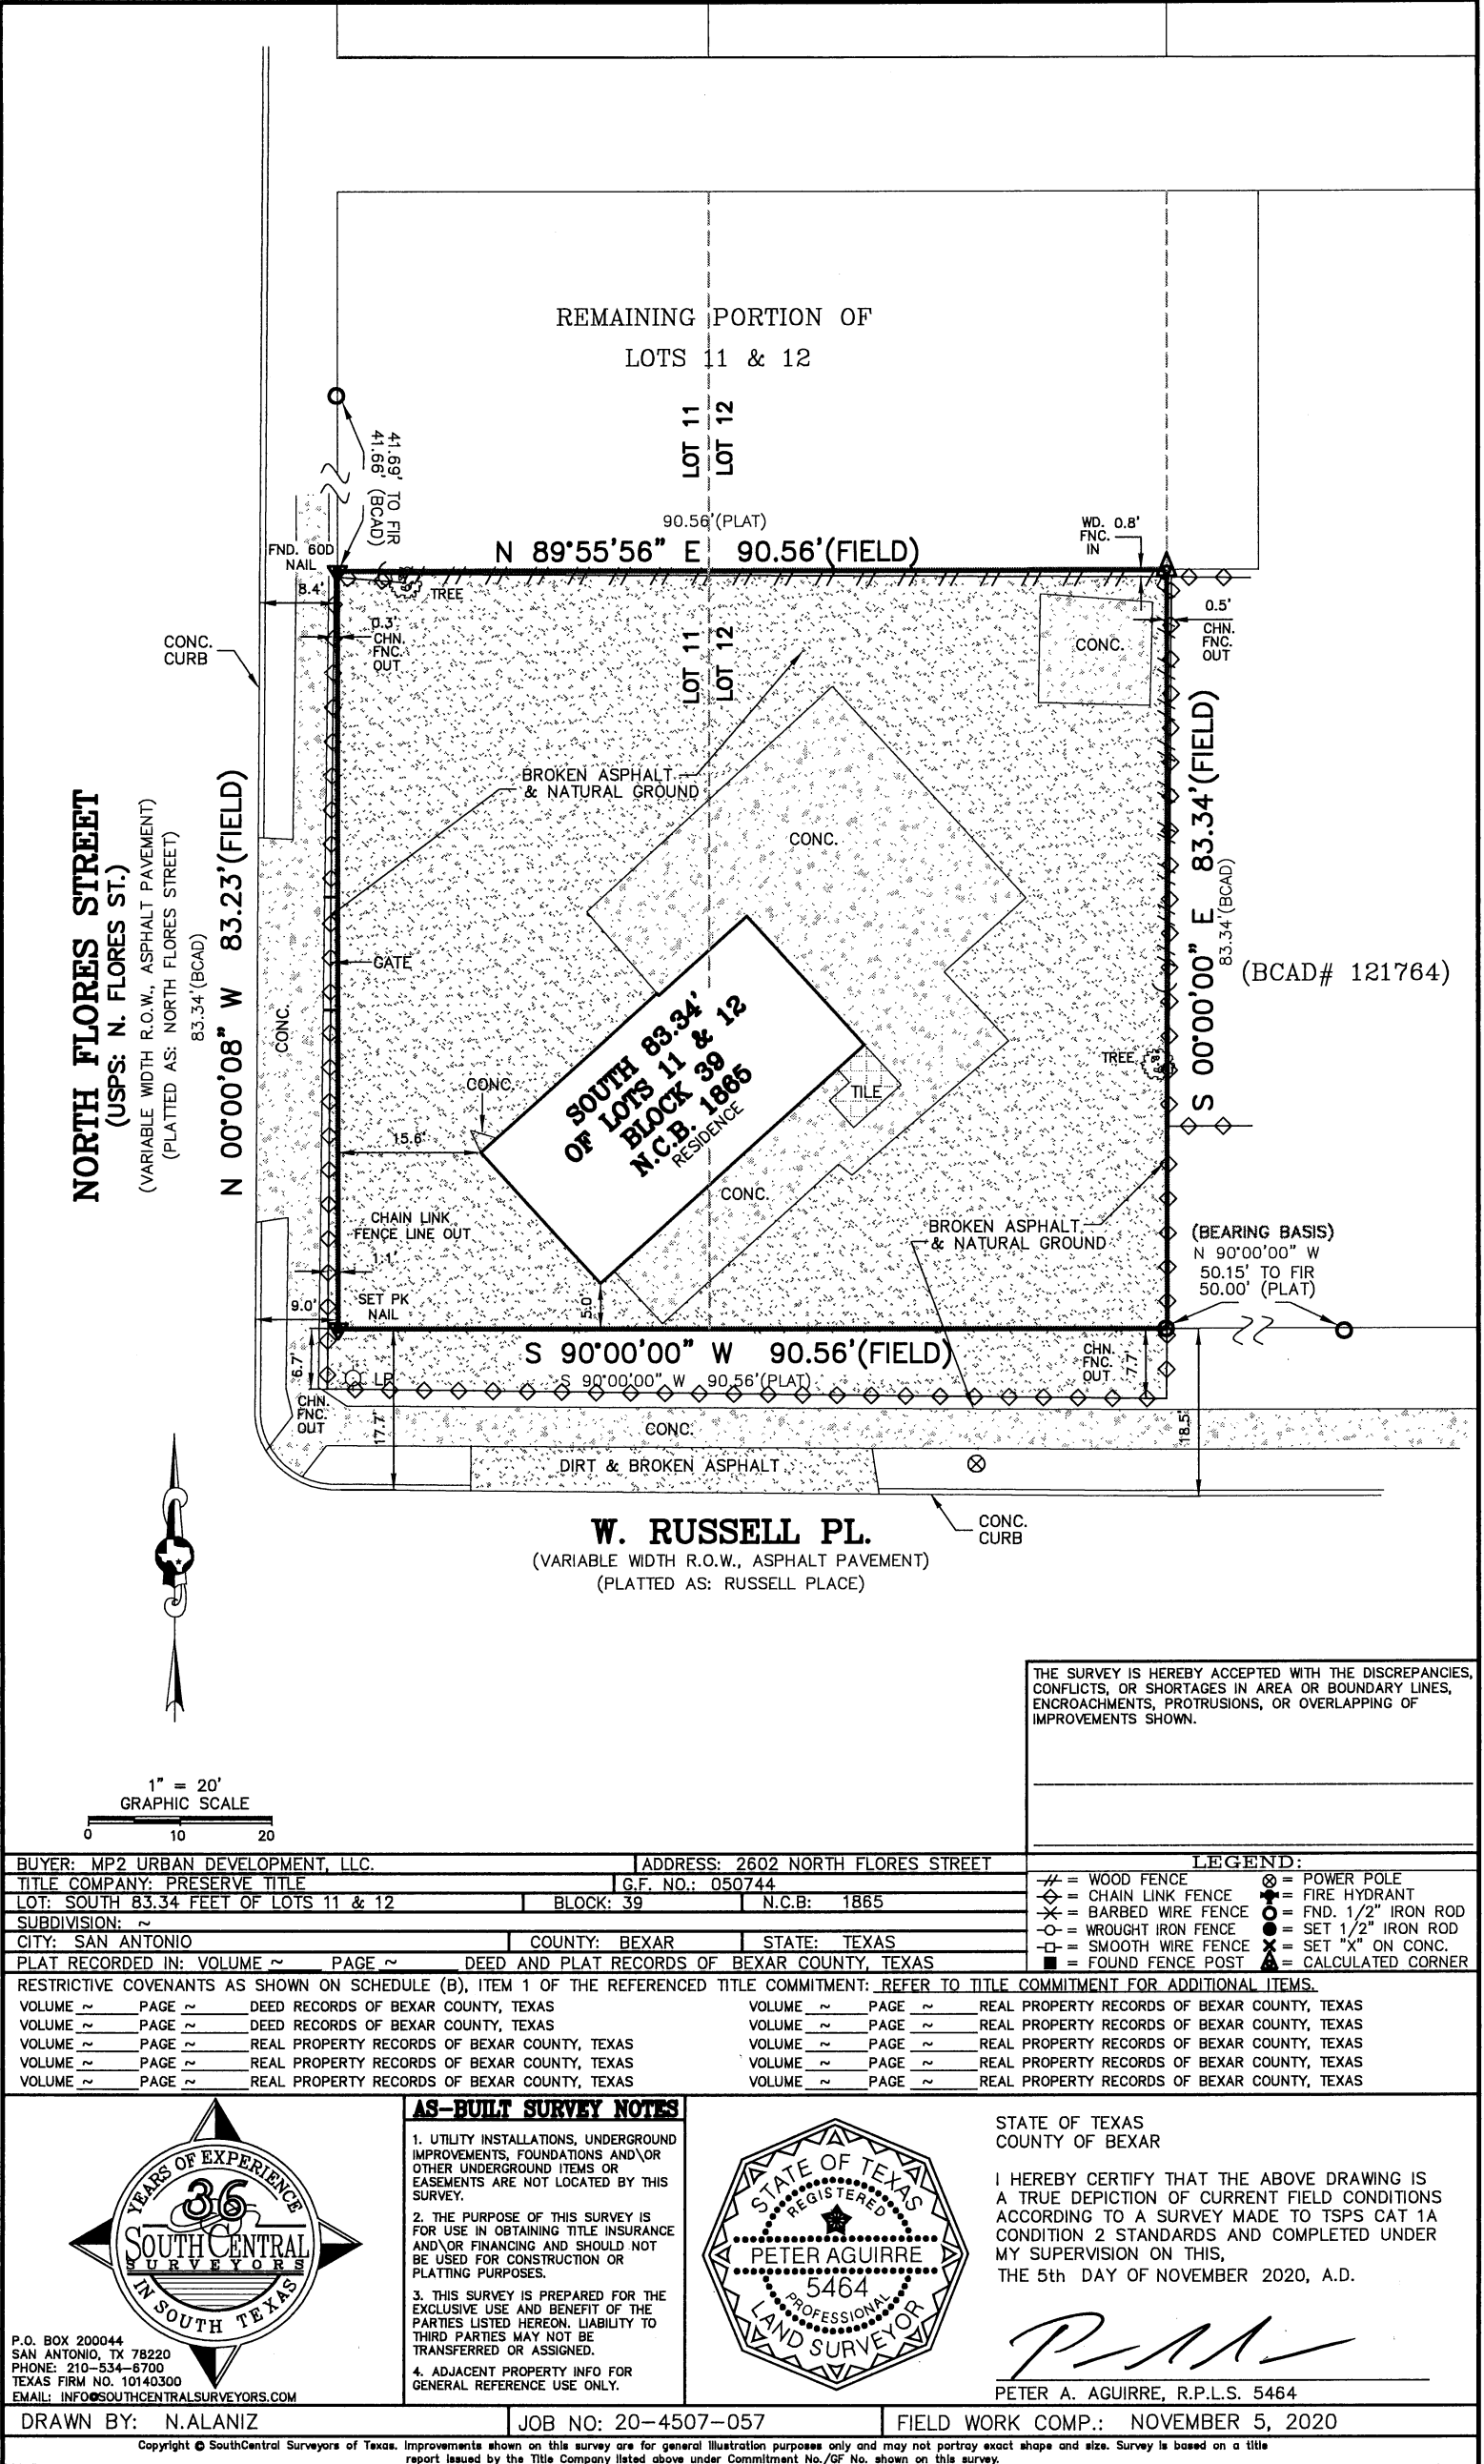 REMAINING PORTION OF
LOTS 11 & 12
LOT 11
LOT 12
41.69' TO FIR
41.66' (BCAD)
90.56'(PLAT)
N 89°55'56" E 90.56'(FIELD)
WD. 0.8'
FNC.
IN
FND. 60D
NAIL
8.4'
TREE
0.3'
CHN.
FNC.
OUT
CONC.
CURB
LOT 11
LOT 12
CONC.
0.5'
CHN.
FNC.
OUT
BROKEN ASPHALT
& NATURAL GROUND
CONC.
NORTH FLORES STREET
(USPS: N. FLORES ST.)
(VARIABLE WIDTH R.O.W., ASPHALT PAVEMENT)
(PLATTED AS: NORTH FLORES STREET)
83.34'(BCAD)
N 00°00'08" W 83.23'(FIELD)
CONC.
GATE
S 00°00'00" E 83.34'(FIELD)
83.34'(BCAD)
(BCAD# 121764)
SOUTH 83.34'
OF LOTS 11 & 12
BLOCK 39
N.C.B. 1865
RESIDENCE
CONC.
15.6'
TREE
TILE
CONC.
CHAIN LINK
FENCE LINE OUT
1.1'
BROKEN ASPHALT
& NATURAL GROUND
(BEARING BASIS)
N 90°00'00" W
50.15' TO FIR
50.00' (PLAT)
9.0'
SET PK
NAIL
5.0'
S 90°00'00" W 90.56'(FIELD)
S 90°00'00" W 90.56'(PLAT)
6.7'
LP
CHN.
FNC.
OUT
7.7'
CHN.
FNC.
OUT
17.7'
CONC.
18.5'
DIRT & BROKEN ASPHALT
W. RUSSELL PL.
(VARIABLE WIDTH R.O.W., ASPHALT PAVEMENT)
(PLATTED AS: RUSSELL PLACE)
CONC.
CURB
THE SURVEY IS HEREBY ACCEPTED WITH THE DISCREPANCIES,
CONFLICTS, OR SHORTAGES IN AREA OR BOUNDARY LINES,
ENCROACHMENTS, PROTRUSIONS, OR OVERLAPPING OF
IMPROVEMENTS SHOWN.
1" = 20'
GRAPHIC SCALE
0 10 20
BUYER: MP2 URBAN DEVELOPMENT, LLC. ADDRESS: 2602 NORTH FLORES STREET
TITLE COMPANY: PRESERVE TITLE G.F. NO.: 050744
LOT: SOUTH 83.34 FEET OF LOTS 11 & 12 BLOCK: 39 N.C.B: 1865
SUBDIVISION: ~
CITY: SAN ANTONIO COUNTY: BEXAR STATE: TEXAS
PLAT RECORDED IN: VOLUME ~ PAGE ~ DEED AND PLAT RECORDS OF BEXAR COUNTY, TEXAS
LEGEND:
= WOOD FENCE = POWER POLE
= CHAIN LINK FENCE = FIRE HYDRANT
= BARBED WIRE FENCE = FND. 1/2" IRON ROD
= WROUGHT IRON FENCE = SET 1/2" IRON ROD
= SMOOTH WIRE FENCE = SET "X" ON CONC.
= FOUND FENCE POST = CALCULATED CORNER
RESTRICTIVE COVENANTS AS SHOWN ON SCHEDULE (B), ITEM 1 OF THE REFERENCED TITLE COMMITMENT: REFER TO TITLE COMMITMENT FOR ADDITIONAL ITEMS.
VOLUME ~ PAGE ~ DEED RECORDS OF BEXAR COUNTY, TEXAS VOLUME ~ PAGE ~ REAL PROPERTY RECORDS OF BEXAR COUNTY, TEXAS
VOLUME ~ PAGE ~ DEED RECORDS OF BEXAR COUNTY, TEXAS VOLUME ~ PAGE ~ REAL PROPERTY RECORDS OF BEXAR COUNTY, TEXAS
VOLUME ~ PAGE ~ REAL PROPERTY RECORDS OF BEXAR COUNTY, TEXAS VOLUME ~ PAGE ~ REAL PROPERTY RECORDS OF BEXAR COUNTY, TEXAS
VOLUME ~ PAGE ~ REAL PROPERTY RECORDS OF BEXAR COUNTY, TEXAS VOLUME ~ PAGE ~ REAL PROPERTY RECORDS OF BEXAR COUNTY, TEXAS
VOLUME ~ PAGE ~ REAL PROPERTY RECORDS OF BEXAR COUNTY, TEXAS VOLUME ~ PAGE ~ REAL PROPERTY RECORDS OF BEXAR COUNTY, TEXAS
YEARS OF EXPERIENCE
36
SOUTH CENTRAL
SURVEYORS
IN SOUTH TEXAS
P.O. BOX 200044
SAN ANTONIO, TX 78220
PHONE: 210-534-6700
TEXAS FIRM NO. 10140300
EMAIL: INFO@SOUTHCENTRALSURVEYORS.COM
AS-BUILT SURVEY NOTES
1. UTILITY INSTALLATIONS, UNDERGROUND
IMPROVEMENTS, FOUNDATIONS AND\OR
OTHER UNDERGROUND ITEMS OR
EASEMENTS ARE NOT LOCATED BY THIS
SURVEY.
2. THE PURPOSE OF THIS SURVEY IS
FOR USE IN OBTAINING TITLE INSURANCE
AND\OR FINANCING AND SHOULD NOT
BE USED FOR CONSTRUCTION OR
PLATTING PURPOSES.
3. THIS SURVEY IS PREPARED FOR THE
EXCLUSIVE USE AND BENEFIT OF THE
PARTIES LISTED HEREON. LIABILITY TO
THIRD PARTIES MAY NOT BE
TRANSFERRED OR ASSIGNED.
4. ADJACENT PROPERTY INFO FOR
GENERAL REFERENCE USE ONLY.
STATE OF TEXAS
REGISTERED
PETER AGUIRRE
5464
PROFESSIONAL
LAND SURVEYOR
STATE OF TEXAS
COUNTY OF BEXAR
I HEREBY CERTIFY THAT THE ABOVE DRAWING IS
A TRUE DEPICTION OF CURRENT FIELD CONDITIONS
ACCORDING TO A SURVEY MADE TO TSPS CAT 1A
CONDITION 2 STANDARDS AND COMPLETED UNDER
MY SUPERVISION ON THIS,
THE 5th DAY OF NOVEMBER 2020, A.D.
PETER A. AGUIRRE, R.P.L.S. 5464
DRAWN BY: N.ALANIZ JOB NO: 20-4507-057 FIELD WORK COMP.: NOVEMBER 5, 2020
Copyright © SouthCentral Surveyors of Texas. Improvements shown on this survey are for general illustration purposes only and may not portray exact shape and size. Survey is based on a title
report issued by the Title Company listed above under Commitment No./GF No. shown on this survey.